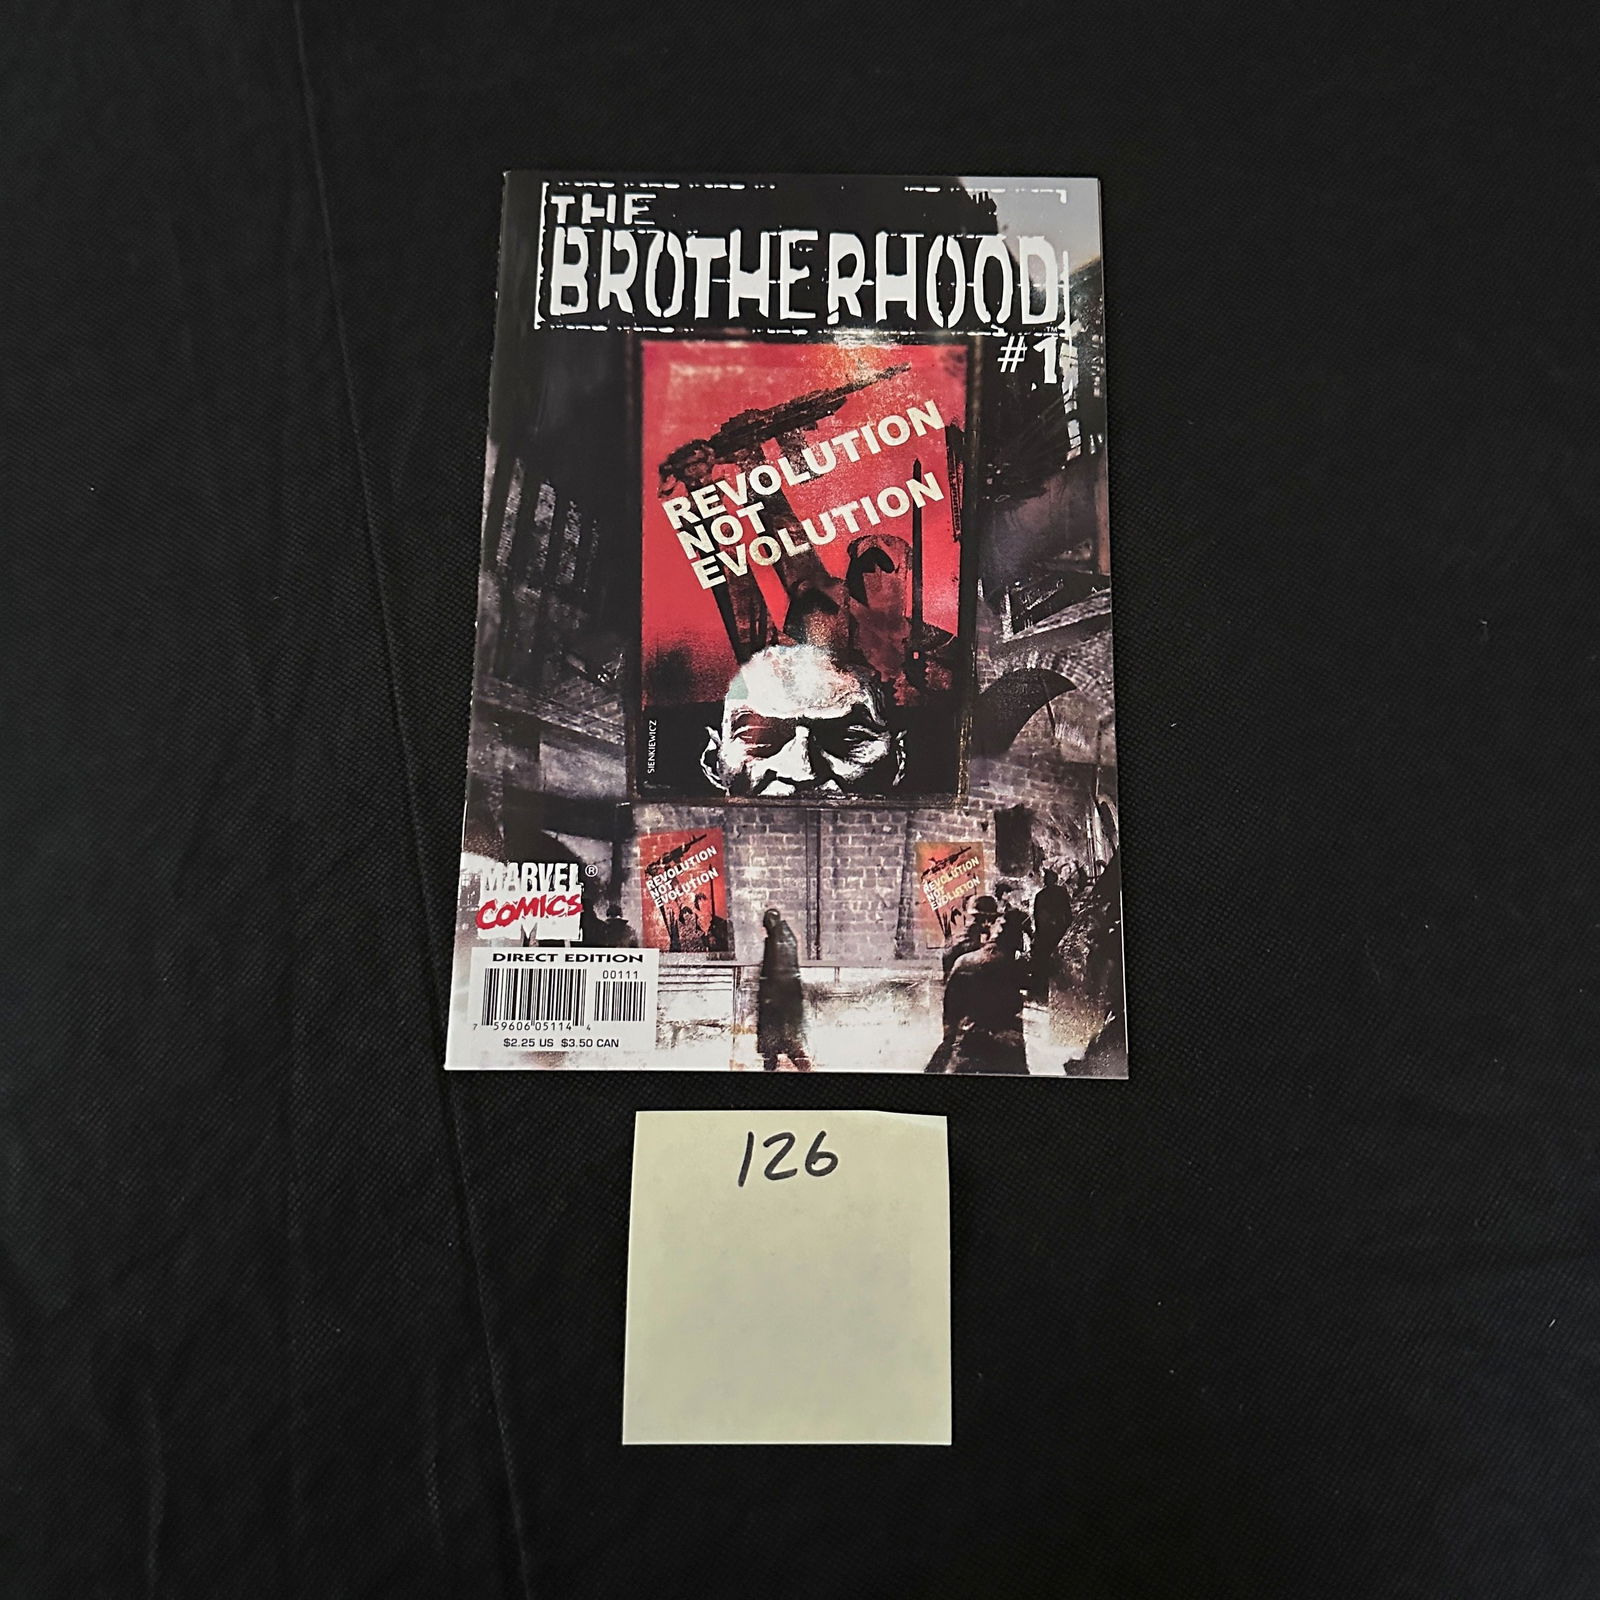 THE
BROTHERHOOD™
#1
REVOLUTION
NOT
EVOLUTION
SIENKIEWICZ
REVOLUTION
NOT
EVOLUTION
REVOLUTION
NOT
EVOLUTION
MARVEL®
COMICS
M
DIRECT EDITION
00111
7 59606 05114 4
$2.25 US $3.50 CAN
126